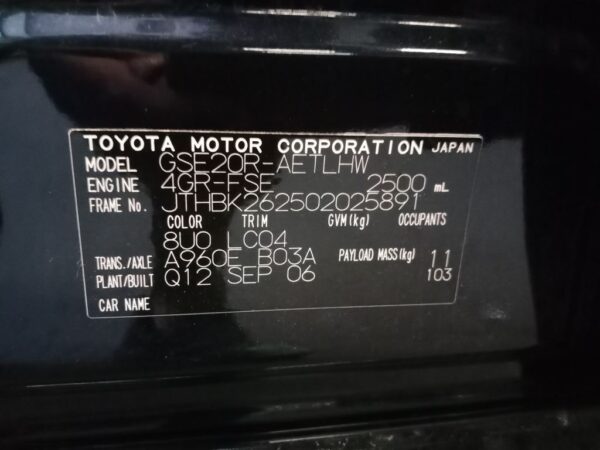 TOYOTA MOTOR CORPORATION JAPAN
MODEL GSE20R-AETLHW
ENGINE 4GR-FSE 2500 mL
FRAME No. JTHBK262502025891
COLOR TRIM GVM(kg) OCCUPANTS
8U0 LC04
TRANS./AXLE A960E B03A PAYLOAD MASS(kg) 11
PLANT/BUILT Q12 SEP 06 103
CAR NAME